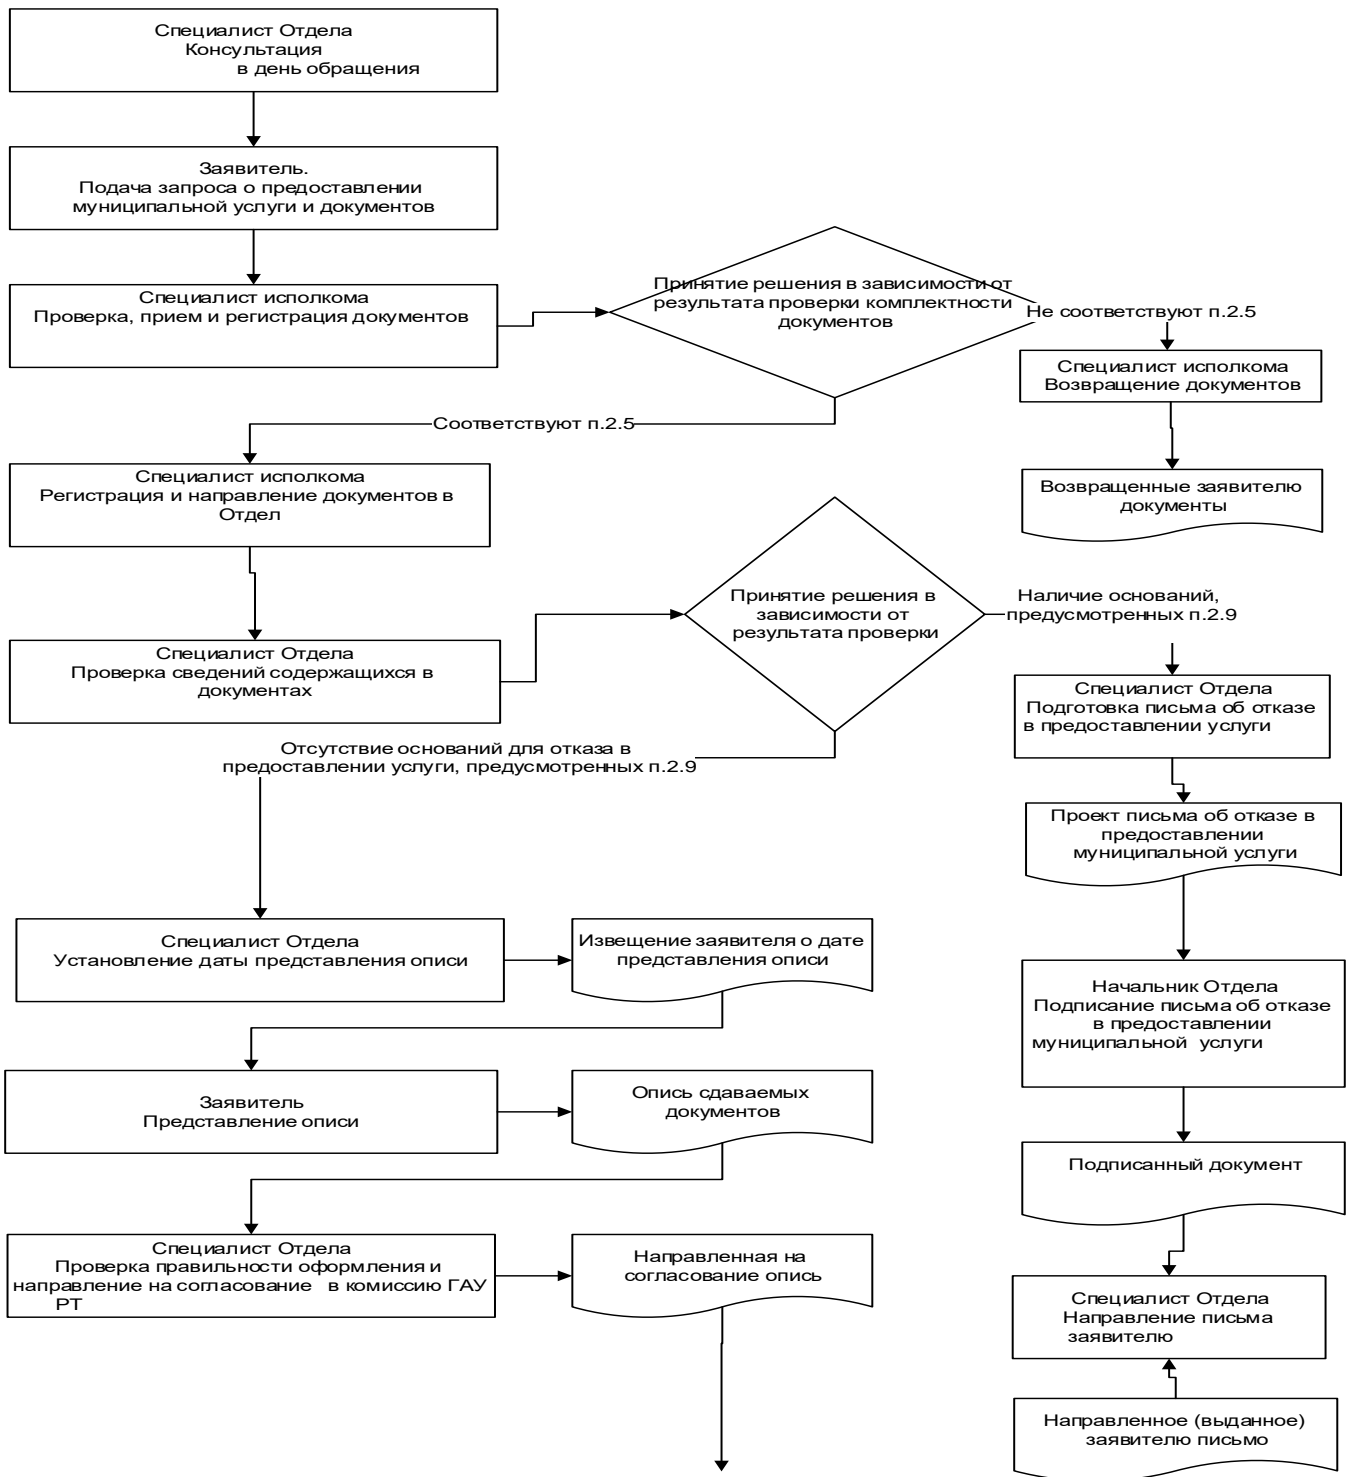 Специалист Отдела
Консультация
в день обращения
Заявитель.
Подача запроса о предоставлении
муниципальной услуги и документов
Специалист исполкома
Проверка, прием и регистрация документов
Принятие решения в зависимости от
результата проверки комплектности
документов
Не соответствуют п.2.5
Специалист исполкома
Возвращение документов
Возвращенные заявителю
документы
Соответствуют п.2.5
Специалист исполкома
Регистрация и направление документов в
Отдел
Специалист Отдела
Проверка сведений содержащихся в
документах
Принятие решения в
зависимости от
результата проверки
Наличие оснований,
предусмотренных п.2.9
Специалист Отдела
Подготовка письма об отказе
в предоставлении услуги
Проект письма об отказе в
предоставлении
муниципальной услуги
Начальник Отдела
Подписание письма об отказе
в предоставлении
муниципальной услуги
Подписанный документ
Специалист Отдела
Направление письма
заявителю
Направленное (выданное)
заявителю письмо
Отсутствие оснований для отказа в
предоставлении услуги, предусмотренных п.2.9
Специалист Отдела
Установление даты представления описи
Извещение заявителя о дате
представления описи
Заявитель
Представление описи
Опись сдаваемых
документов
Специалист Отдела
Проверка правильности оформления и
направление на согласование в комиссию ГАУ
РТ
Направленная на
согласование опись